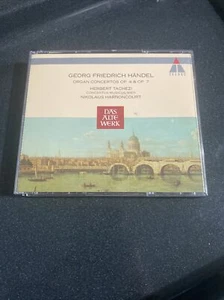 GEORG FRIEDRICH HÄNDEL
ORGAN CONCERTOS OP. 4 & OP. 7
HERBERT TACHEZI
CONCENTUS MUSICUS WIEN
NIKOLAUS HARNONCOURT
TELDEC
DAS
ALTE
WERK